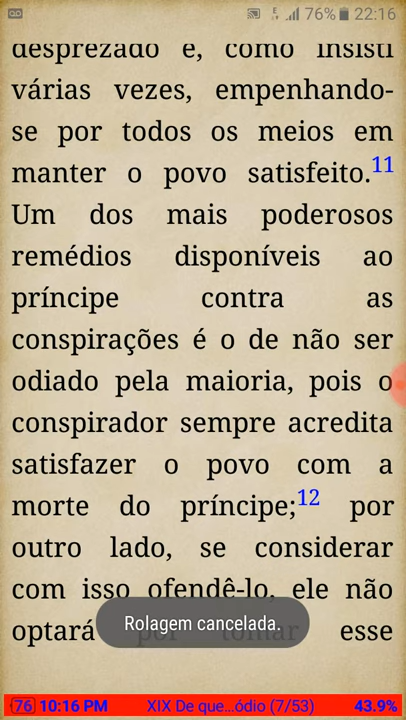 76% 22:16
desprezado e, como insisti
várias vezes, empenhando-
se por todos os meios em
manter o povo satisfeito.11
Um dos mais poderosos
remédios disponíveis ao
príncipe contra as
conspirações é o de não ser
odiado pela maioria, pois o
conspirador sempre acredita
satisfazer o povo com a
morte do príncipe;12 por
outro lado, se considerar
com isso ofendê-lo, ele não
optará por tomar esse
Rolagem cancelada.
76 10:16 PM XIX De que...ódio (7/53) 43.9%